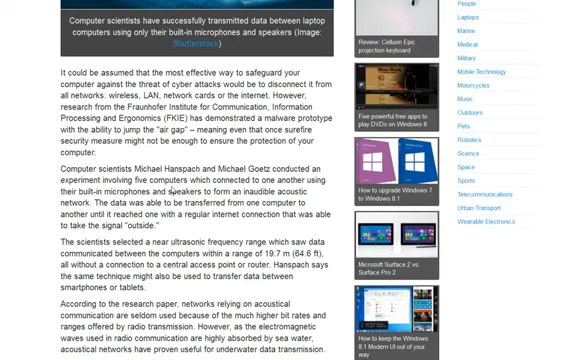 Computer scientists have successfully transmitted data between laptop
computers using only their built-in microphones and speakers (Image:
Shutterstock)
It could be assumed that the most effective way to safeguard your
computer against the threat of cyber attacks would be to disconnect it from
all networks: wireless, LAN, network cards or the internet. However,
research from the Fraunhofer Institute for Communication, Information
Processing and Ergonomics (FKIE) has demonstrated a malware prototype
with the ability to jump the "air gap" – meaning even that once surefire
security measure might not be enough to ensure the protection of your
computer.
Computer scientists Michael Hanspach and Michael Goetz conducted an
experiment involving five computers which connected to one another using
their built-in microphones and speakers to form an inaudible acoustic
network. The data was able to be transferred from one computer to
another until it reached one with a regular internet connection that was able
to take the signal "outside."
The scientists selected a near ultrasonic frequency range which saw data
communicated between the computers within a range of 19.7 m (64.6 ft),
all without a connection to a central access point or router. Hanspach says
the same technique might also be used to transfer data between
smartphones or tablets.
According to the research paper, networks relying on acoustical
communication are seldom used because of the much higher bit rates and
ranges offered by radio transmission. However, as the electromagnetic
waves used in radio communication are highly absorbed by sea water,
acoustical networks have proven useful for underwater data transmission.
Review: Celluon Epic
projection keyboard
Five powerful free apps to
play DVDs on Windows 8
How to upgrade Windows 7
to Windows 8.1
Microsoft Surface 2 vs.
Surface Pro 2
How to keep the Windows
8.1 Modern UI out of your
way
People
Laptops
Marine
Medical
Military
Mobile Technology
Motorcycles
Music
Outdoors
Pets
Robotics
Science
Space
Sports
Telecommunications
Urban Transport
Wearable Electronics